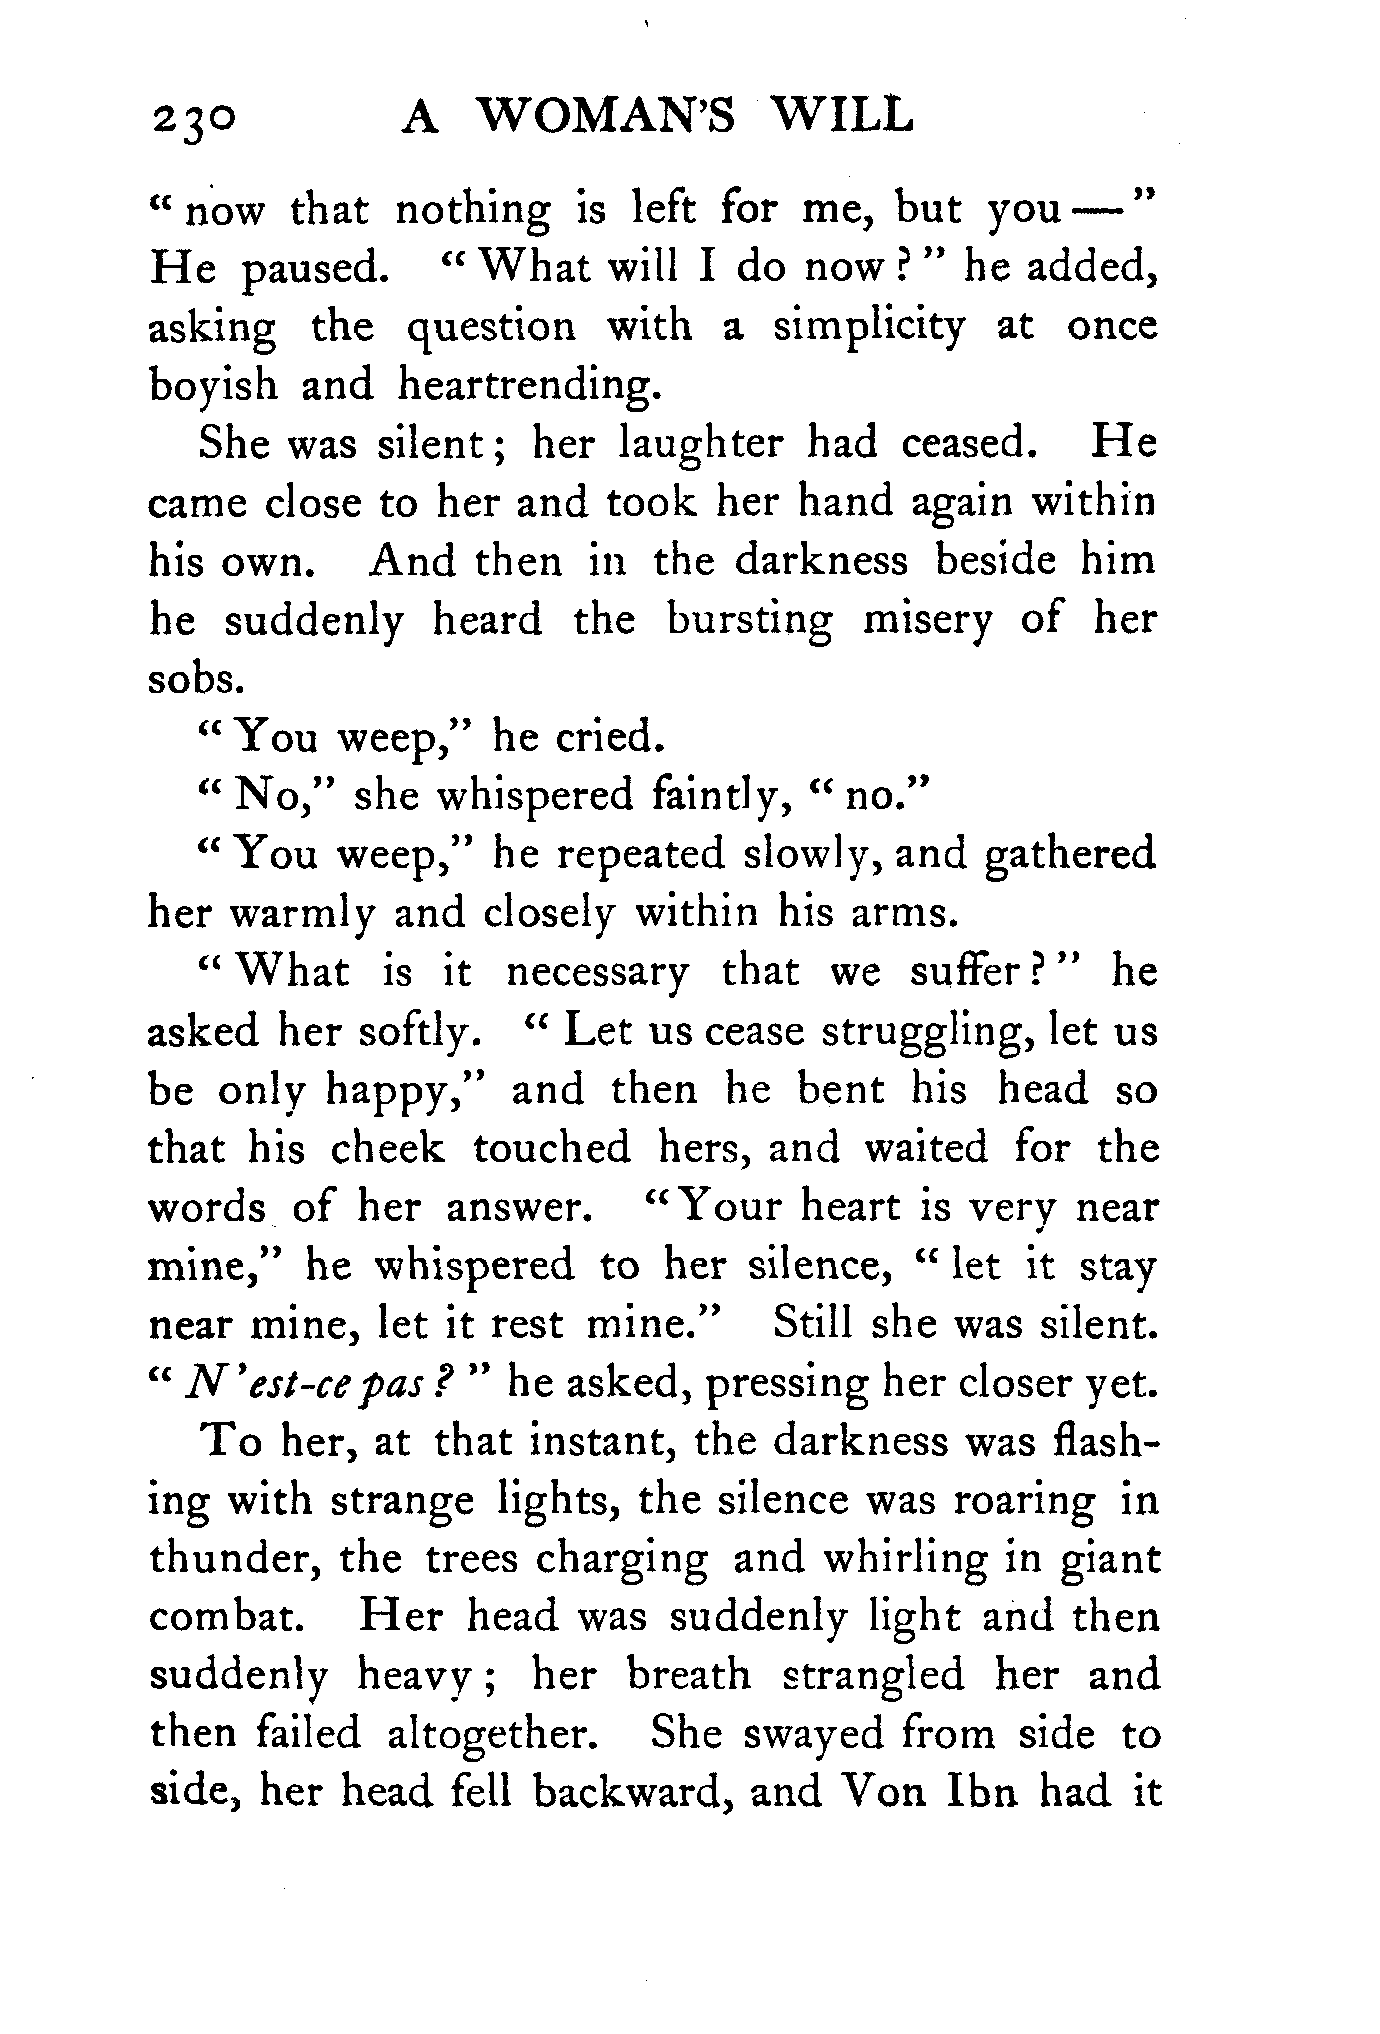 230 A WOMAN'S WILL
“ now that nothing is left for me, but you — ”
He paused. “ What will I do now ? ” he added,
asking the question with a simplicity at once
boyish and heartrending.
She was silent ; her laughter had ceased. He
came close to her and took her hand again within
his own. And then in the darkness beside him
he suddenly heard the bursting misery of her
sobs.
“ You weep,” he cried.
“ No,” she whispered faintly, “ no.”
“ You weep,” he repeated slowly, and gathered
her warmly and closely within his arms.
“ What is it necessary that we suffer ? ” he
asked her softly. “ Let us cease struggling, let us
be only happy,” and then he bent his head so
that his cheek touched hers, and waited for the
words of her answer. “ Your heart is very near
mine,” he whispered to her silence, “ let it stay
near mine, let it rest mine.” Still she was silent.
“ N'est-ce pas ? ” he asked, pressing her closer yet.
To her, at that instant, the darkness was flash-
ing with strange lights, the silence was roaring in
thunder, the trees charging and whirling in giant
combat. Her head was suddenly light and then
suddenly heavy ; her breath strangled her and
then failed altogether. She swayed from side to
side, her head fell backward, and Von Ibn had it